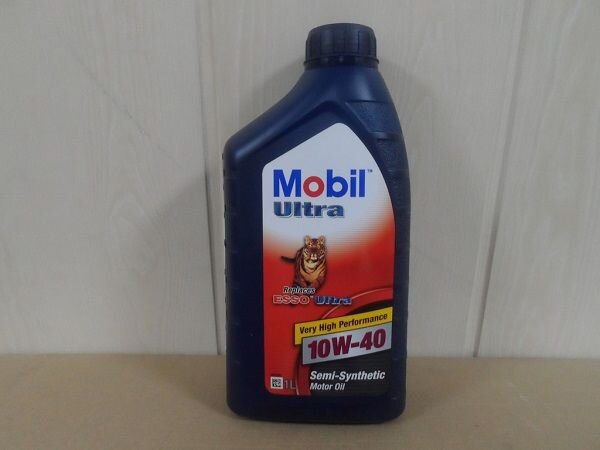 Mobil™
Ultra
Replaces
ESSO Ultra
Very High Performance
10W-40
Semi-Synthetic
Motor Oil
1L